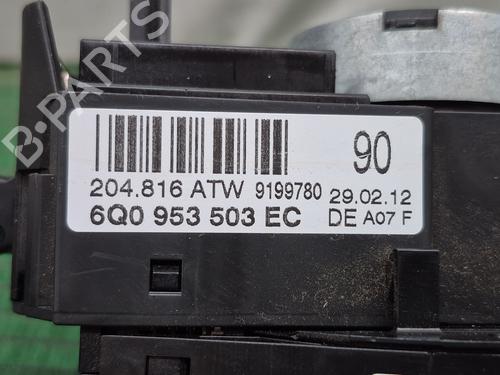 B-PARTS
90
204.816 ATW 9199780 29.02.12
6Q0 953 503 EC DE A07 F